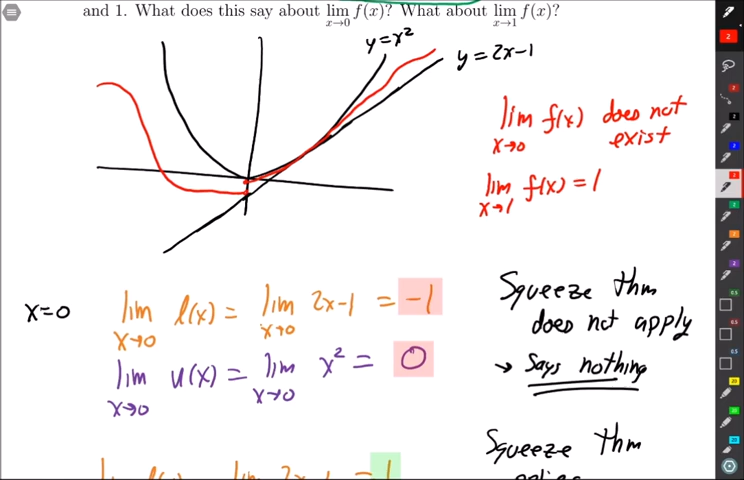 and 1. What does this say about lim x→0 f(x)? What about lim x→1 f(x)?
y=x²
y=2x-1
lim x→0 f(x) does not
exist
lim x→1 f(x) = 1
x=0
lim x→0 l(x) = lim x→0 2x-1 = -1
lim x→0 u(x) = lim x→0 x² = 0
Squeeze thm
does not apply
→ Says nothing
Squeeze thm